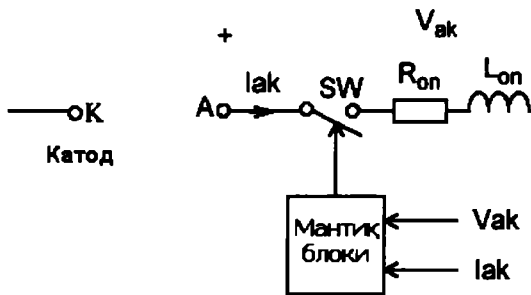 +
V_ak
Iak
SW
R_on
L_on
K
A
Катод
Мантиқ
блоки
Vak
Iak